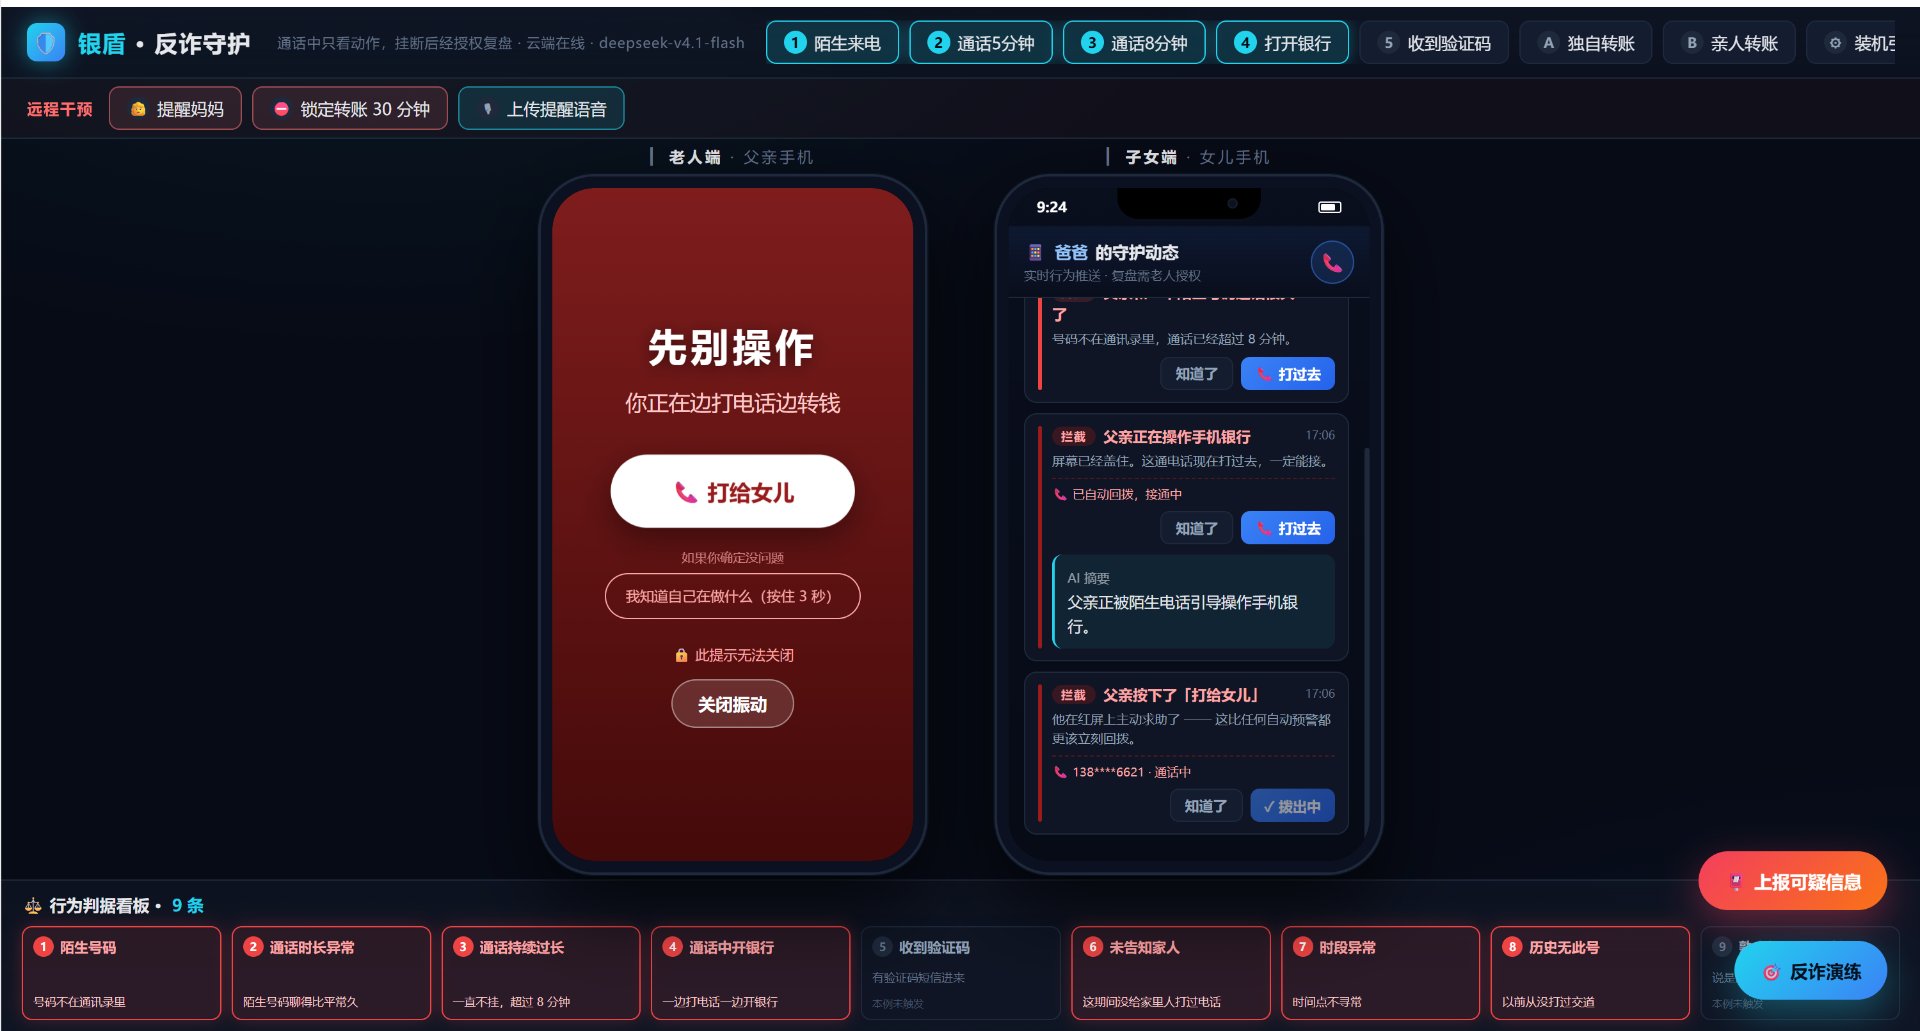 银盾 • 反诈守护
通话中只看动作，挂断后经授权复盘 · 云端在线 · deepseek-v4.1-flash
1 陌生来电
2 通话5分钟
3 通话8分钟
4 打开银行
5 收到验证码
A 独自转账
B 亲人转账
装机
远程干预
提醒妈妈
锁定转账 30 分钟
上传提醒语音
老人端 · 父亲手机
子女端 · 女儿手机
先别操作
你正在边打电话边转钱
打给女儿
如果你确定没问题
我知道自己在做什么（按住 3 秒）
此提示无法关闭
关闭振动
9:24
爸爸 的守护动态
实时行为推送 · 复盘需老人授权
了
号码不在通讯录里，通话已经超过 8 分钟。
知道了
打过去
拦截 父亲正在操作手机银行 17:06
屏幕已经盖住。这通电话现在打过去，一定能接。
已自动回拨，接通中
知道了
打过去
AI 摘要
父亲正被陌生电话引导操作手机银
行。
拦截 父亲按下了「打给女儿」 17:06
他在红屏上主动求助了 —— 这比任何自动预警都
更该立刻回拨。
138****6621 · 通话中
知道了
✓ 拨出中
上报可疑信息
反诈演练
行为判据看板 • 9 条
1 陌生号码
号码不在通讯录里
2 通话时长异常
陌生号码聊得比平常久
3 通话持续过长
一直不挂，超过 8 分钟
4 通话中开银行
一边打电话一边开银行
5 收到验证码
有验证码短信进来
本例未触发
6 未告知家人
这期间没给家里人打过电话
7 时段异常
时间点不寻常
8 历史无此号
以前从没打过交道
9
说是
本例未触发